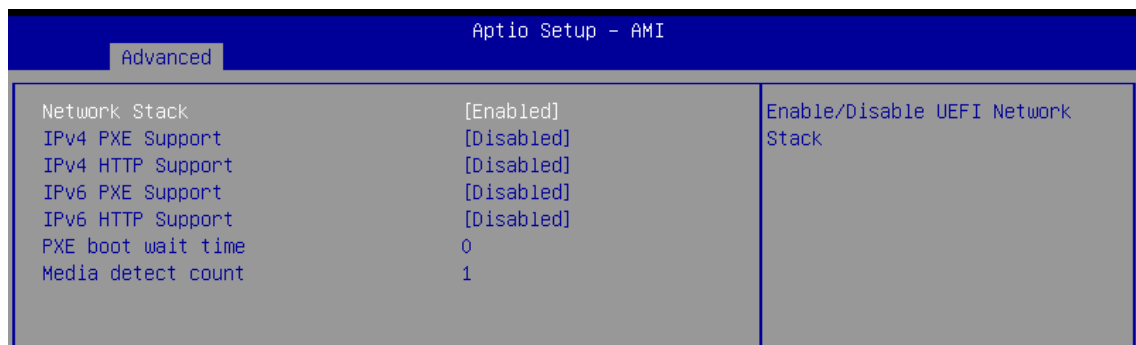 Aptio Setup – AMI
Advanced
Network Stack [Enabled]
IPv4 PXE Support [Disabled]
IPv4 HTTP Support [Disabled]
IPv6 PXE Support [Disabled]
IPv6 HTTP Support [Disabled]
PXE boot wait time 0
Media detect count 1
Enable/Disable UEFI Network
Stack